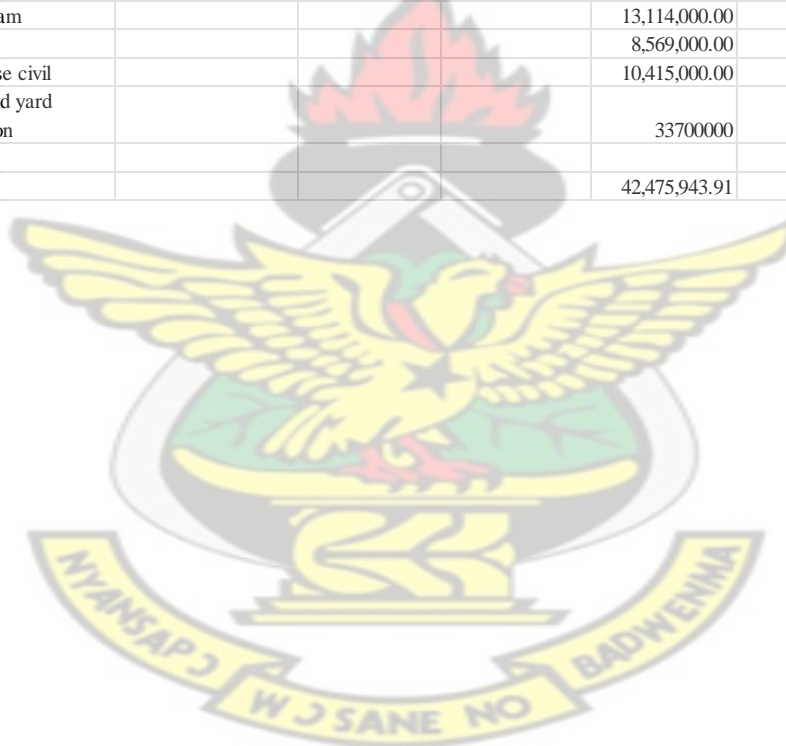 am 13,114,000.00
8,569,000.00
se civil 10,415,000.00
d yard
on 33700000
42,475,943.91
NYANSAPƆ
WƆ SANE NO
BADWENMA